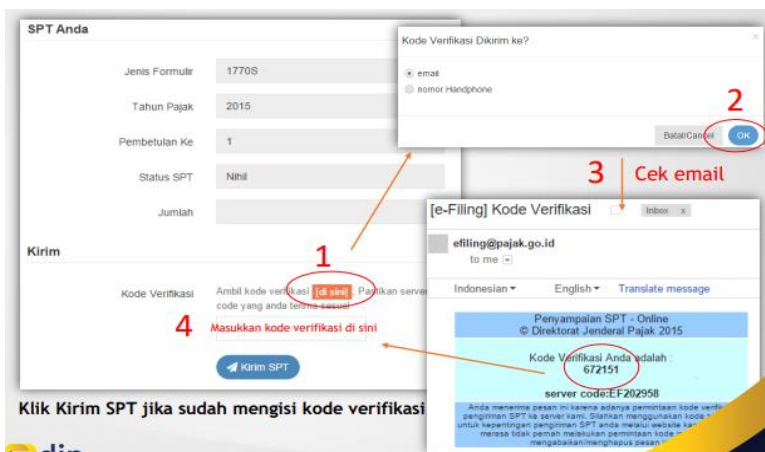 SPT Anda
Jenis Formulir 1770S
Tahun Pajak 2015
Pembetulan Ke 1
Status SPT Nihil
Jumlah
Kirim
1
Kode Verifikasi Ambil kode verifikasi [di sini]. Pastikan server
code yang anda terima sesuai
4 Masukkan kode verifikasi di sini
Kirim SPT
Klik Kirim SPT jika sudah mengisi kode verifikasi
Kode Verifikasi Dikirim ke? x
email
nomor Handphone
2
Batal/Cancel OK
3 Cek email
[e-Filing] Kode Verifikasi Inbox x
efiling@pajak.go.id
to me
Indonesian English Translate message
Penyampaian SPT - Online
© Direktorat Jenderal Pajak 2015
Kode Verifikasi Anda adalah :
672151
server code:EF202958
Anda menerima pesan ini karena adanya permintaan kode
pengiriman SPT ke server kami. Silahkan menggunakan kode
untuk kepentingan pengiriman SPT anda melalui website
merasa tidak pernah melakukan permintaan kode
mengabaikan/menghapus pesan